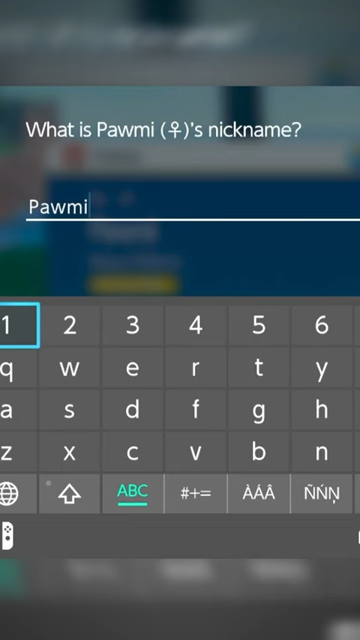 What is Pawmi (♀)'s nickname?
Pawmi
1 2 3 4 5 6
q w e r t y
a s d f g h
z x c v b n
ABC #+= ÀÁÂ ÑŃŅ